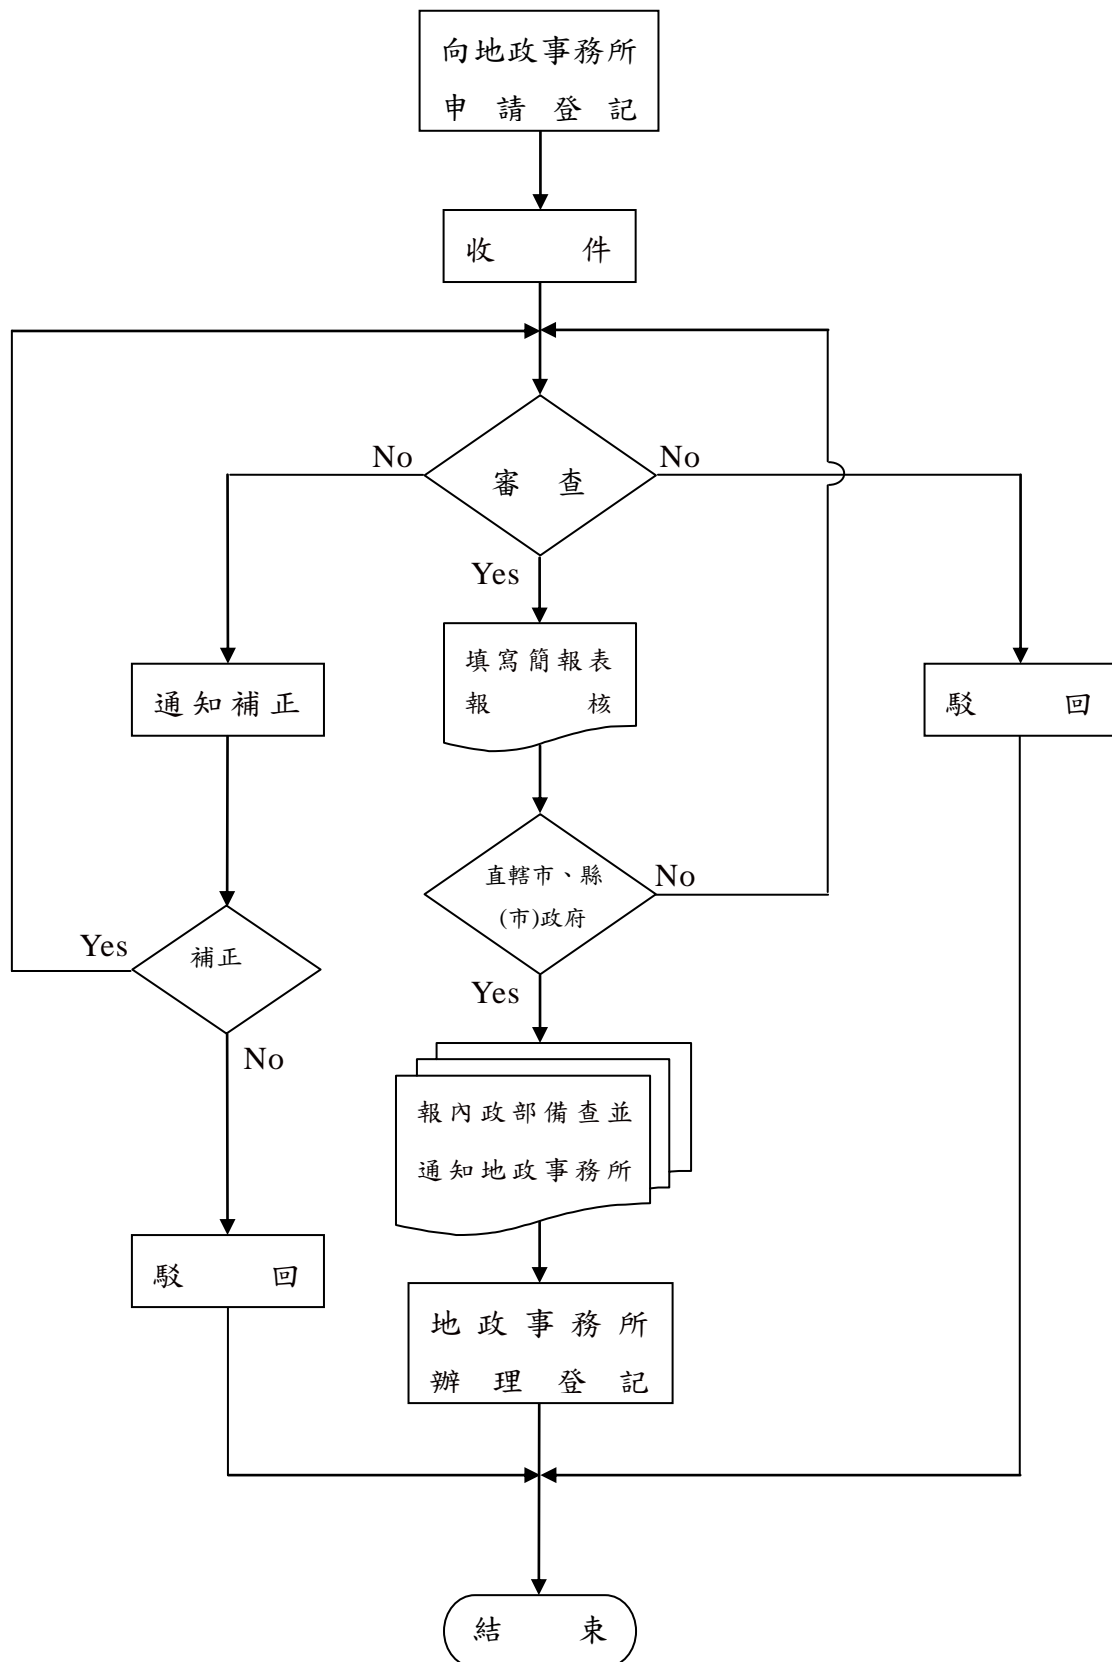 向地政事務所
申請登記
收件
No
No
審查
Yes
填寫簡報表
報核
通知補正
駁回
直轄市、縣
(市)政府
No
Yes
補正
Yes
No
報內政部備查並
通知地政事務所
駁回
地政事務所
辦理登記
結束